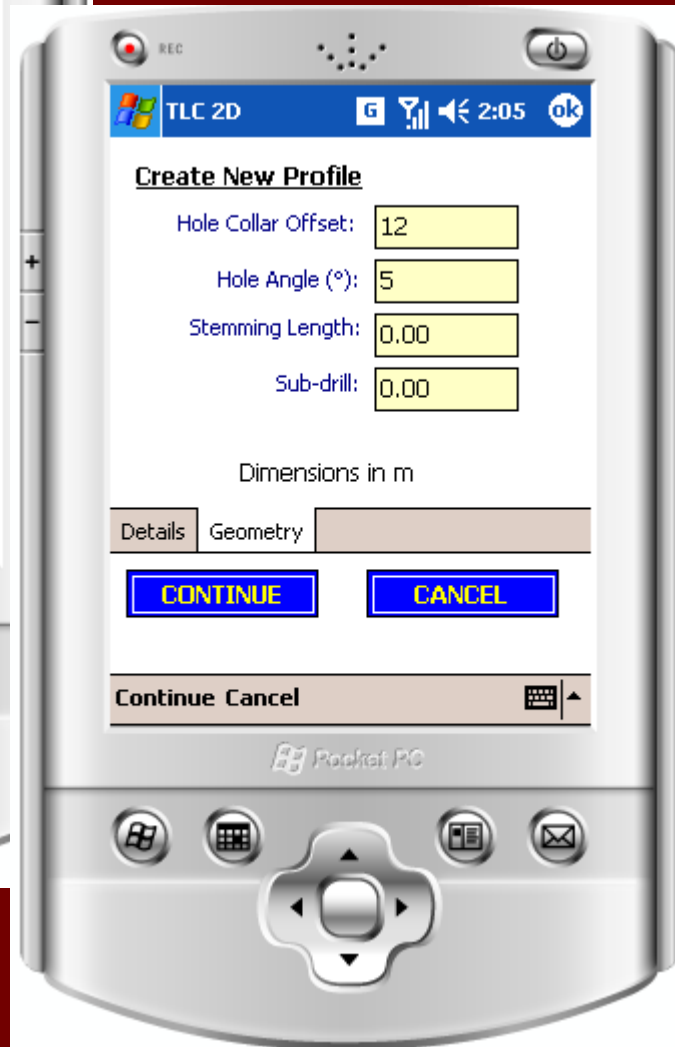 REC
TLC 2D G 2:05 ok
Create New Profile
Hole Collar Offset: 12
Hole Angle (°): 5
Stemming Length: 0.00
Sub-drill: 0.00
Dimensions in m
Details Geometry
CONTINUE CANCEL
Continue Cancel
Pocket PC